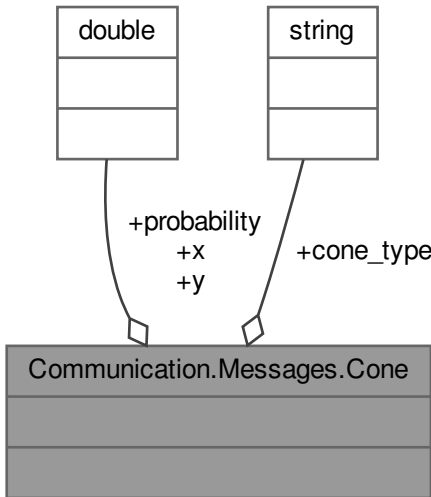 double
string
+probability
+x
+y
+cone_type
Communication.Messages.Cone